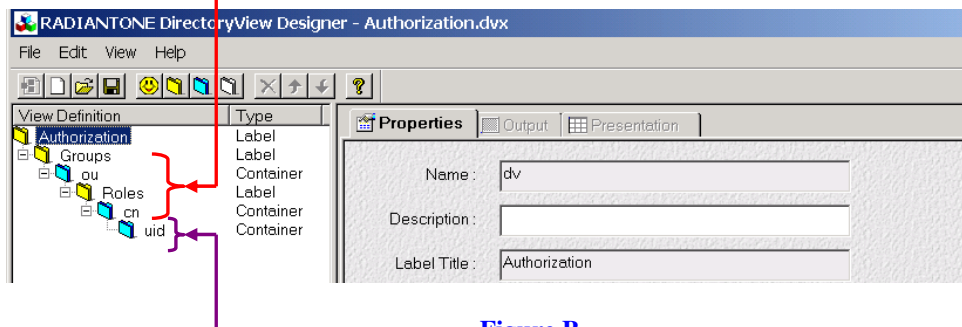 RADIANTONE DirectoryView Designer - Authorization.dvx
File Edit View Help
View Definition Type
Authorization Label
Groups Label
ou Container
Roles Label
cn Container
uid Container
Properties Output Presentation
Name : dv
Description :
Label Title : Authorization